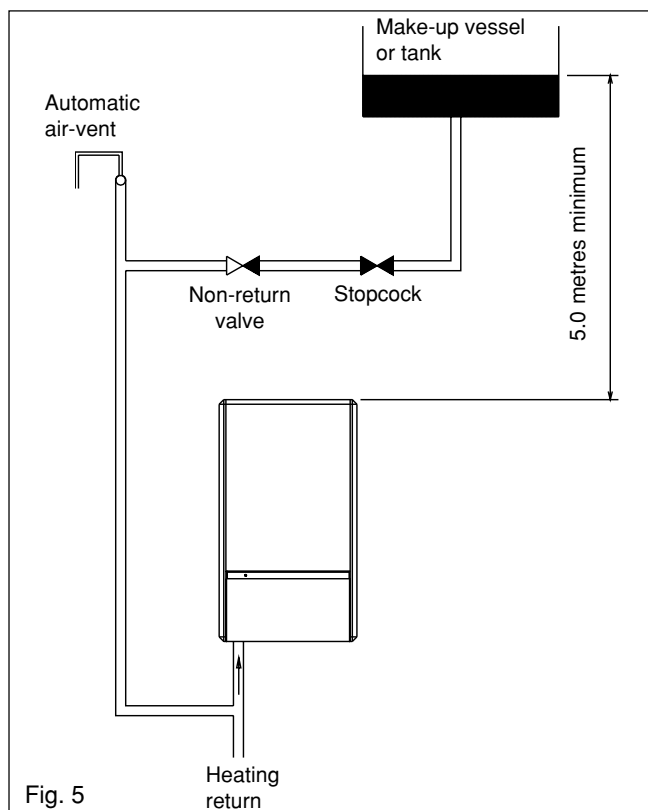 Make-up vessel
or tank
Automatic
air-vent
5.0 metres minimum
Non-return
valve
Stopcock
Heating
return
Fig. 5